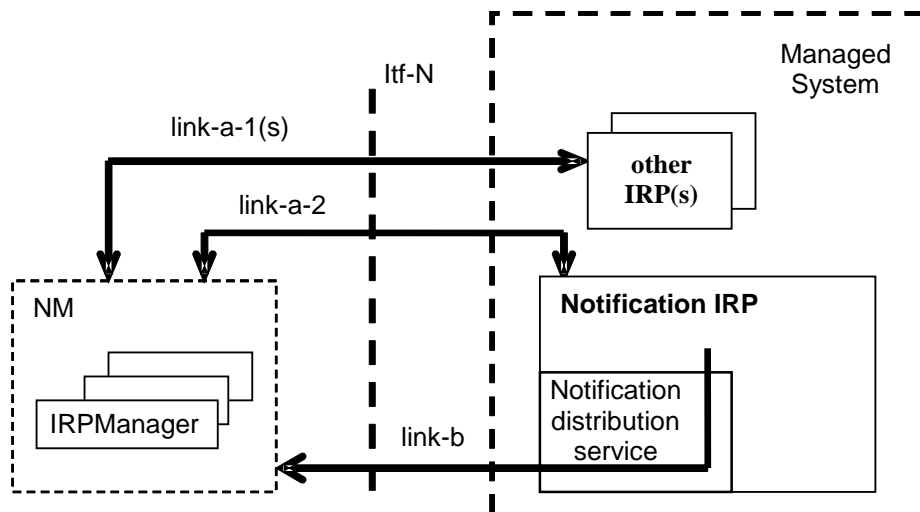 Managed
System
Itf-N
link-a-1(s)
other
IRP(s)
link-a-2
NM
Notification IRP
IRPManager
Notification
distribution
service
link-b